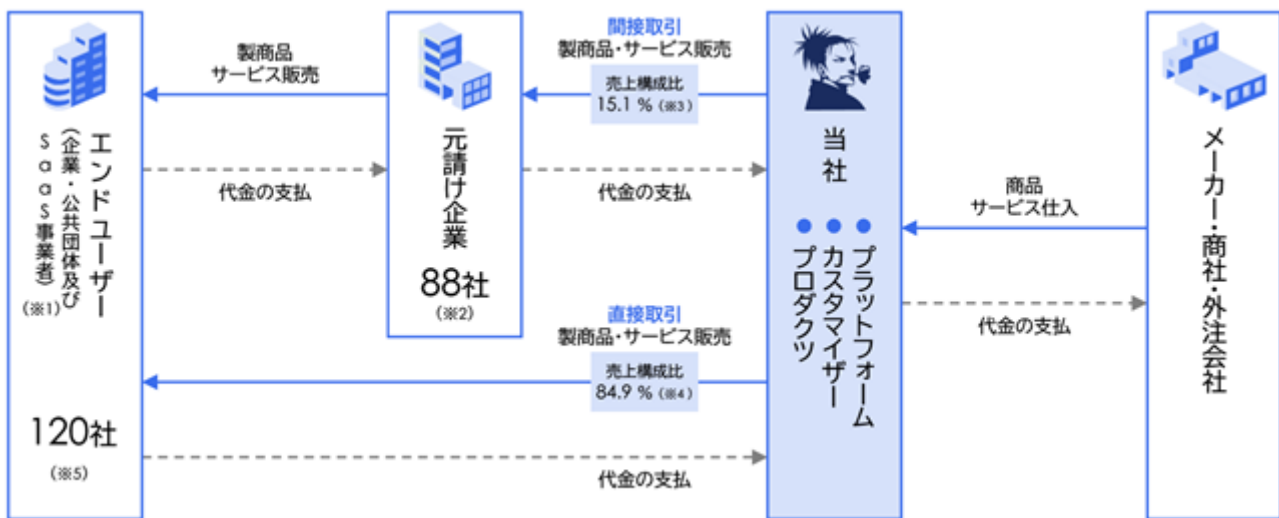 エンドユーザー
(企業・公共団体及び
SaaS事業者)
(※1)
120社
(※5)
製商品
サービス販売
代金の支払
元請け企業
88社
(※2)
間接取引
製商品・サービス販売
売上構成比
15.1 % (※3)
代金の支払
直接取引
製商品・サービス販売
売上構成比
84.9 % (※4)
代金の支払
当社
● プラットフォーム
● カスタマイザー
● プロダクツ
商品
サービス仕入
代金の支払
メーカー・商社・外注会社